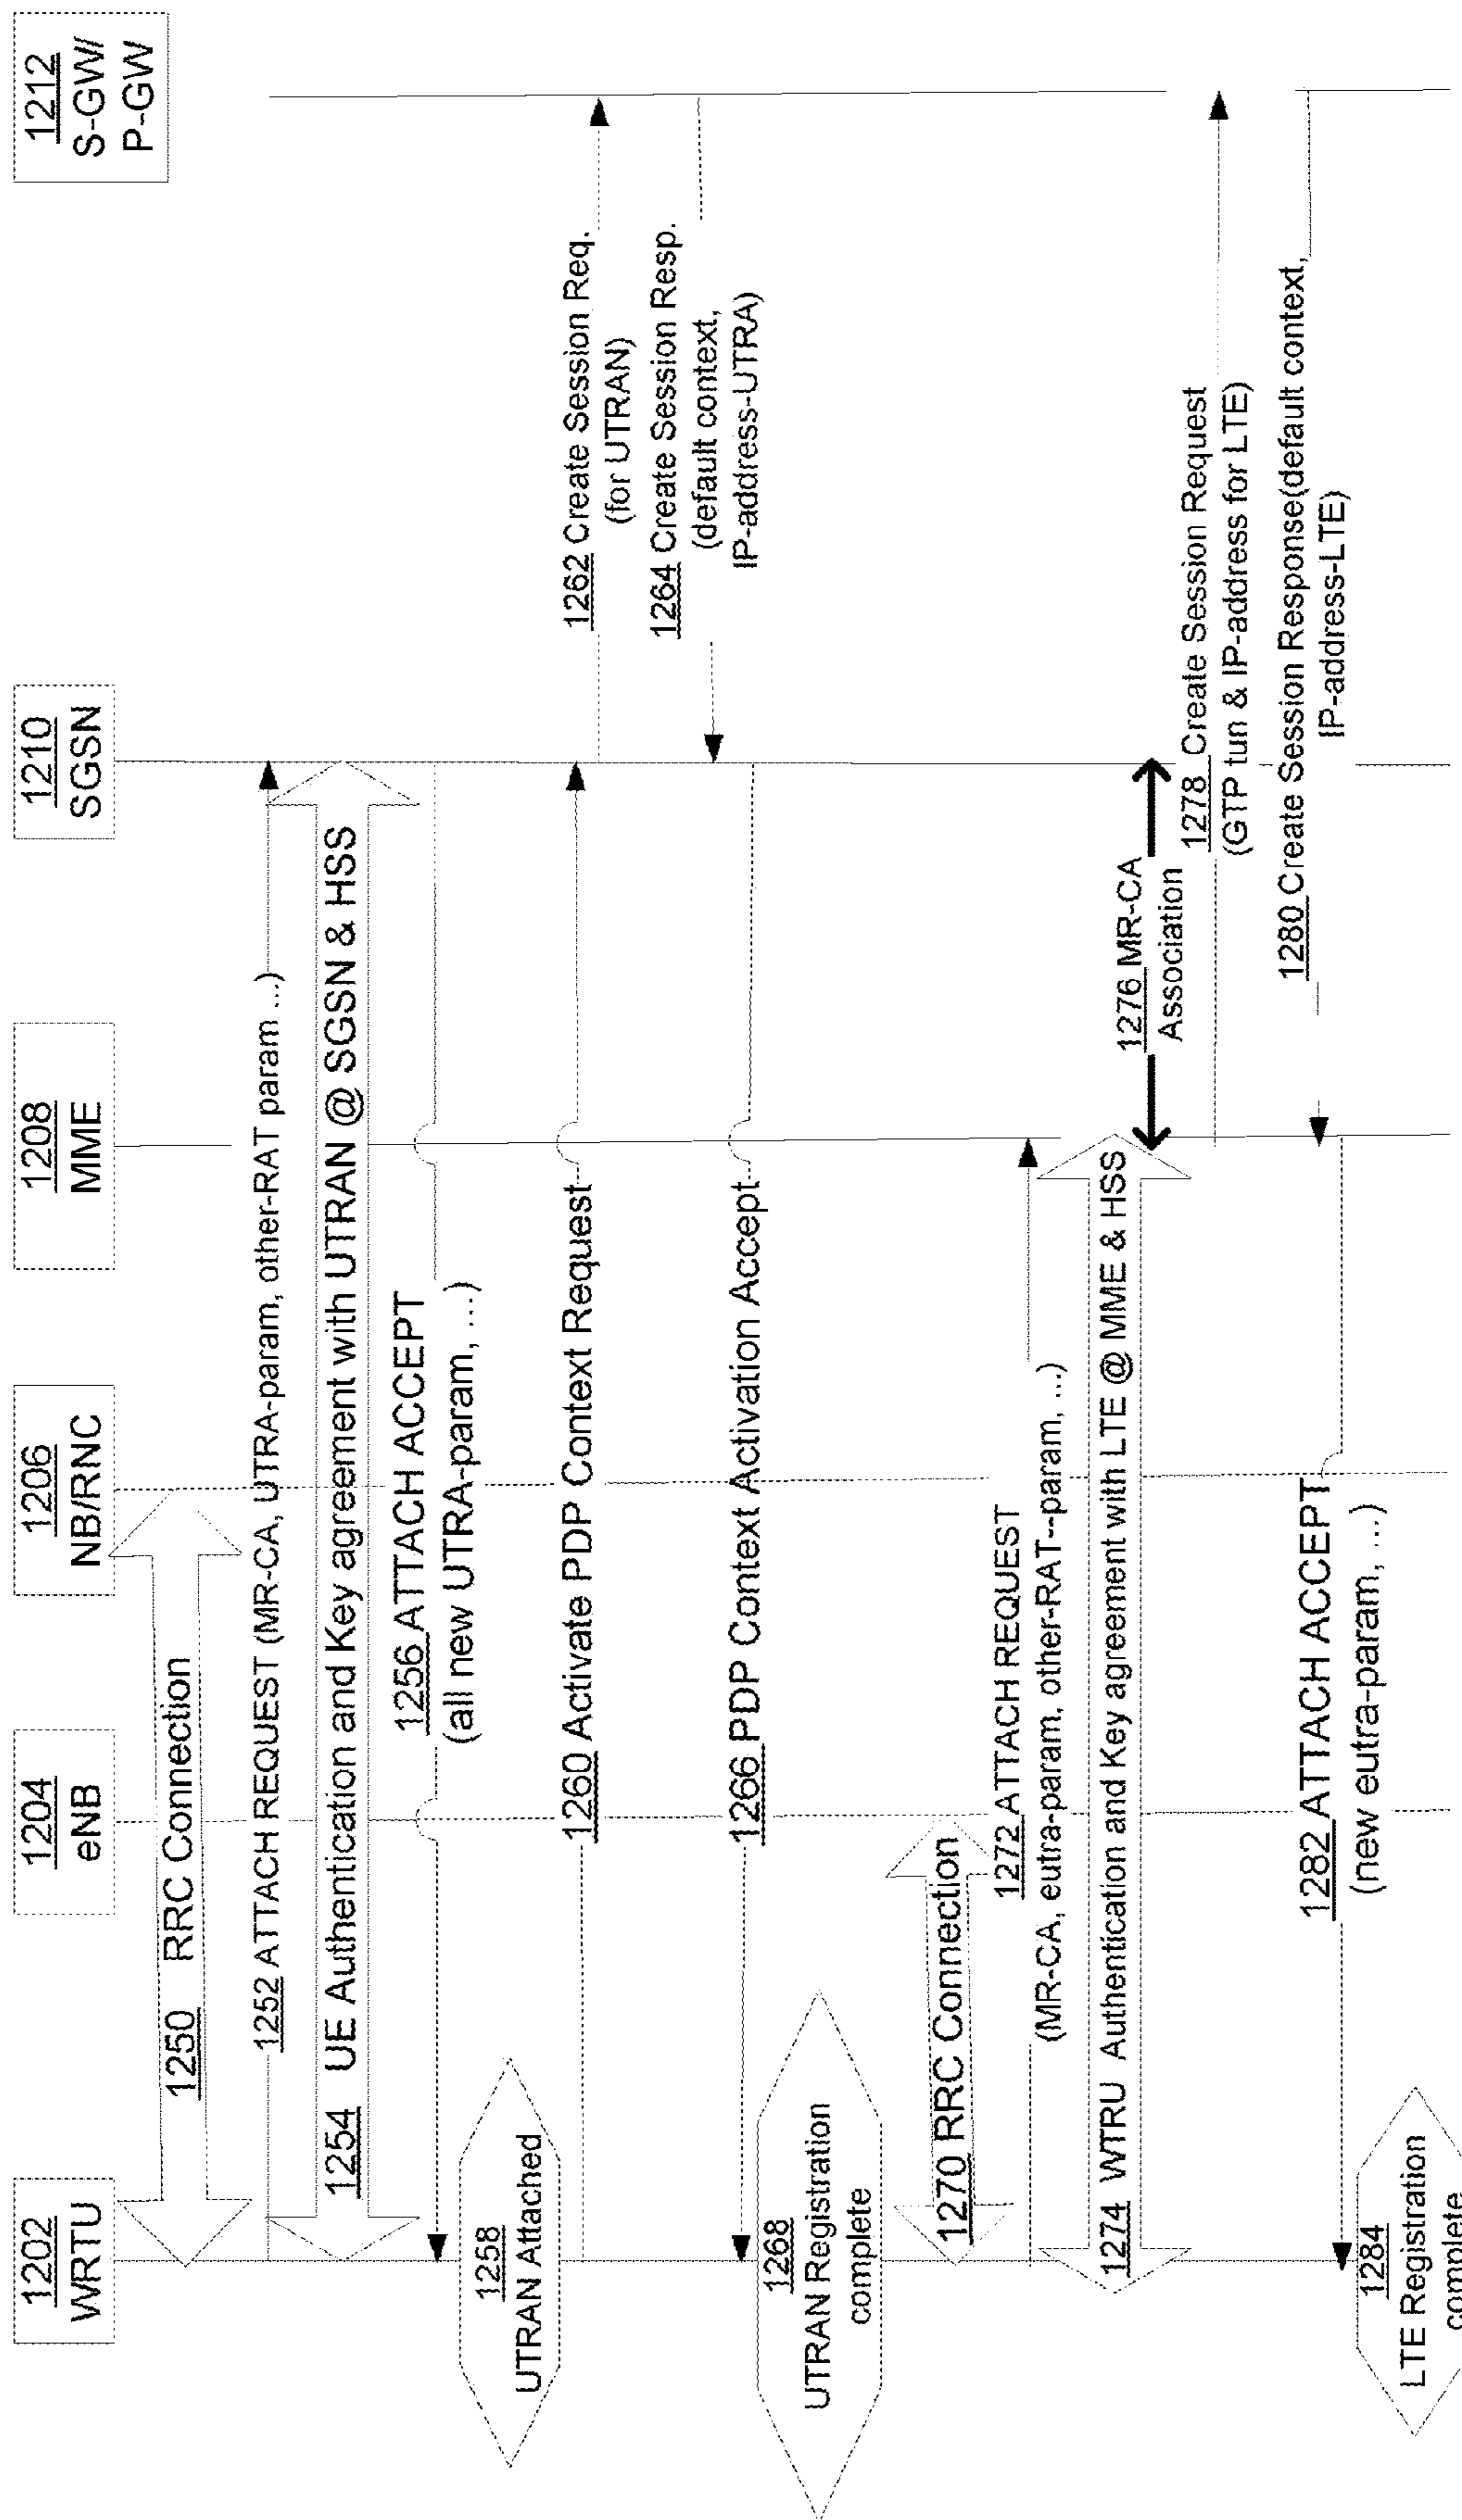 1202
WRTU
1204
eNB
1206
NB/RNC
1208
MME
1210
SGSN
1212
S-GW/
P-GW
1250 RRC Connection
1252 ATTACH REQUEST (MR-CA, UTRA-param, other-RAT param ...)
1254 UE Authentication and Key agreement with UTRAN @ SGSN & HSS
1256 ATTACH ACCEPT
(all new UTRA-param, ...)
1258
UTRAN Attached
1260 Activate PDP Context Request
1262 Create Session Req.
(for UTRAN)
1264 Create Session Resp.
(default context,
IP-address-UTRA)
1266 PDP Context Activation Accept
1268
UTRAN Registration
complete
1270 RRC Connection
1272 ATTACH REQUEST
(MR-CA, eutra-param, other-RAT--param, ...)
1274 WTRU Authentication and Key agreement with LTE @ MME & HSS
1276 MR-CA
Association
1278 Create Session Request
(GTP tun & IP-address for LTE)
1280 Create Session Response(default context,
IP-address-LTE)
1282 ATTACH ACCEPT
(new eutra-param, ...)
1284
LTE Registration
complete